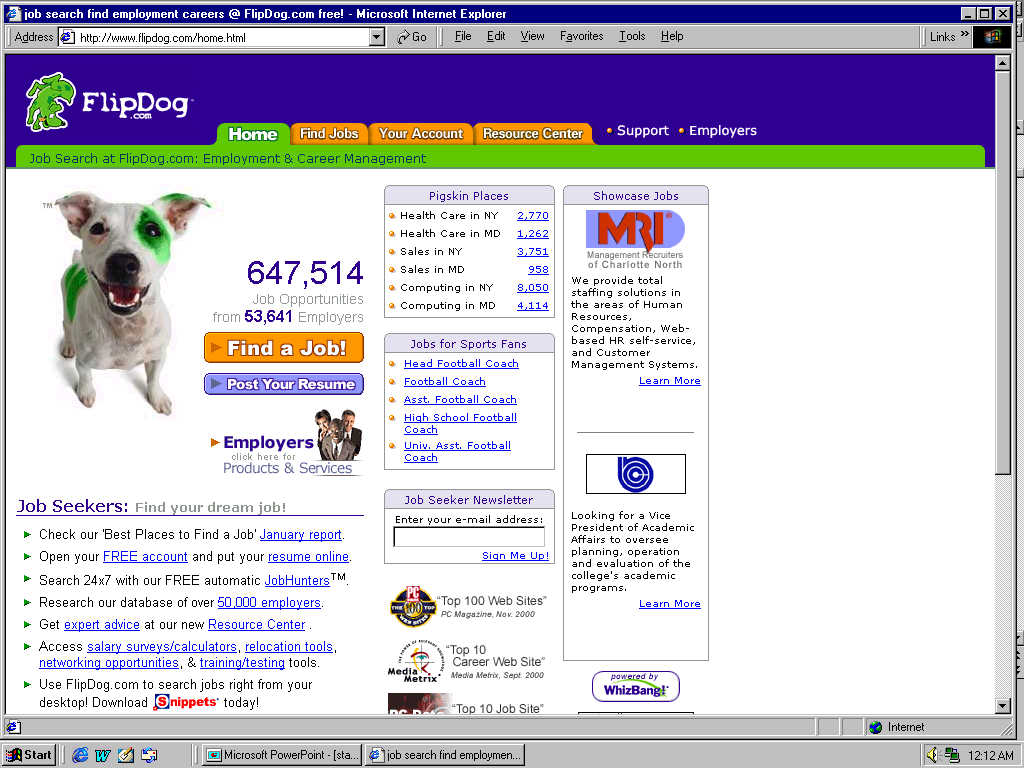 job search find employment careers @ FlipDog.com free! - Microsoft Internet Explorer
Address http://www.flipdog.com/home.html Go File Edit View Favorites Tools Help Links »
FlipDog
.com
Home Find Jobs Your Account Resource Center • Support • Employers
Job Search at FlipDog.com: Employment & Career Management
TM
647,514
Job Opportunities
from 53,641 Employers
Find a Job!
Post Your Resume
Employers
click here for
Products & Services
Job Seekers: Find your dream job!
Check our 'Best Places to Find a Job' January report.
Open your FREE account and put your resume online.
Search 24x7 with our FREE automatic JobHunters™.
Research our database of over 50,000 employers.
Get expert advice at our new Resource Center .
Access salary surveys/calculators, relocation tools,
networking opportunities, & training/testing tools.
Use FlipDog.com to search jobs right from your
desktop! Download Snippets today!
Pigskin Places
Health Care in NY 2,770
Health Care in MD 1,262
Sales in NY 3,751
Sales in MD 958
Computing in NY 8,050
Computing in MD 4,114
Jobs for Sports Fans
Head Football Coach
Football Coach
Asst. Football Coach
High School Football
Coach
Univ. Asst. Football
Coach
Job Seeker Newsletter
Enter your e-mail address:
Sign Me Up!
PC
THE 100 TOP
WEB SITES
"Top 100 Web Sites"
PC Magazine, Nov. 2000
Media Metrix
"Top 10
Career Web Site"
Media Metrix, Sept. 2000
"Top 10 Job Site"
Showcase Jobs
MRI
Management Recruiters
of Charlotte North
We provide total
staffing solutions in
the areas of Human
Resources,
Compensation, Web-
based HR self-service,
and Customer
Management Systems.
Learn More
Looking for a Vice
President of Academic
Affairs to oversee
planning, operation
and evaluation of the
college's academic
programs.
Learn More
powered by
WhizBang!
Internet
Start Microsoft PowerPoint - [sta... job search find employmen... 12:12 AM